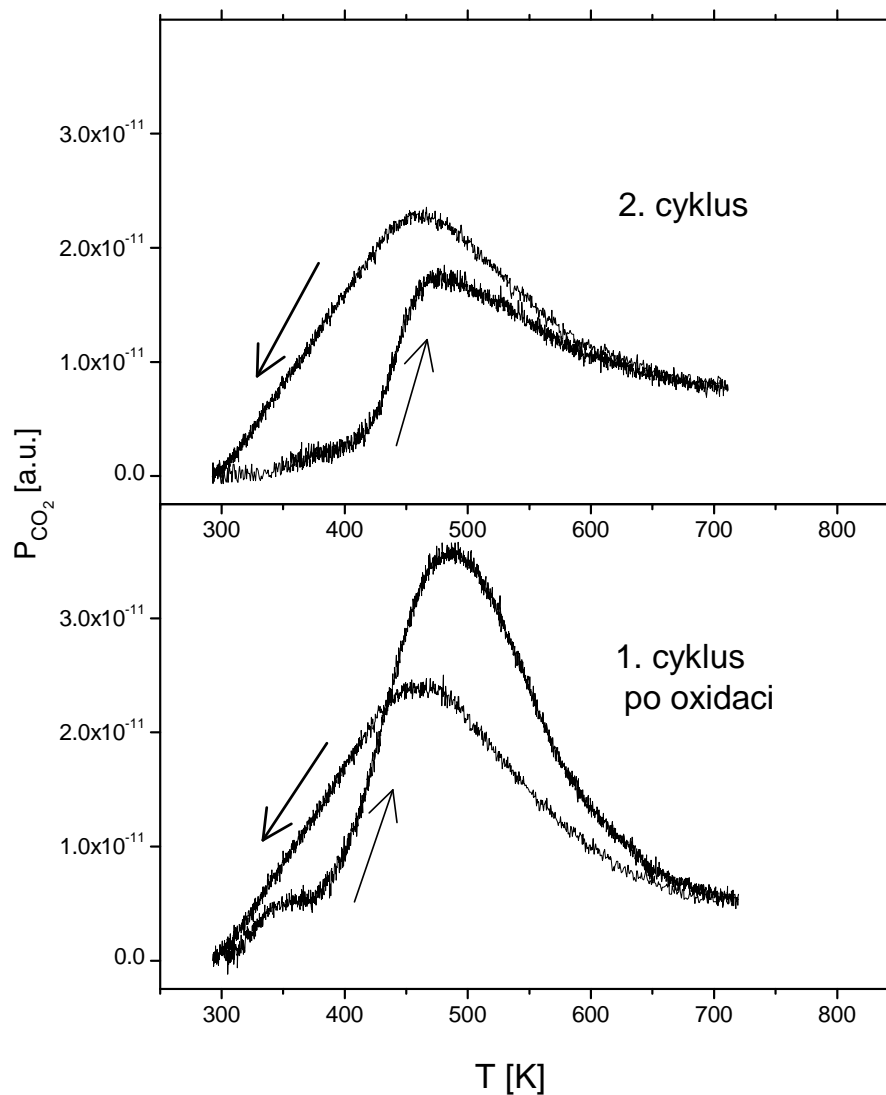 3.0x10⁻¹¹
2. cyklus
2.0x10⁻¹¹
1.0x10⁻¹¹
0.0
300 400 500 600 700 800
P_CO₂ [a.u.]
3.0x10⁻¹¹
1. cyklus
po oxidaci
2.0x10⁻¹¹
1.0x10⁻¹¹
0.0
300 400 500 600 700 800
T [K]